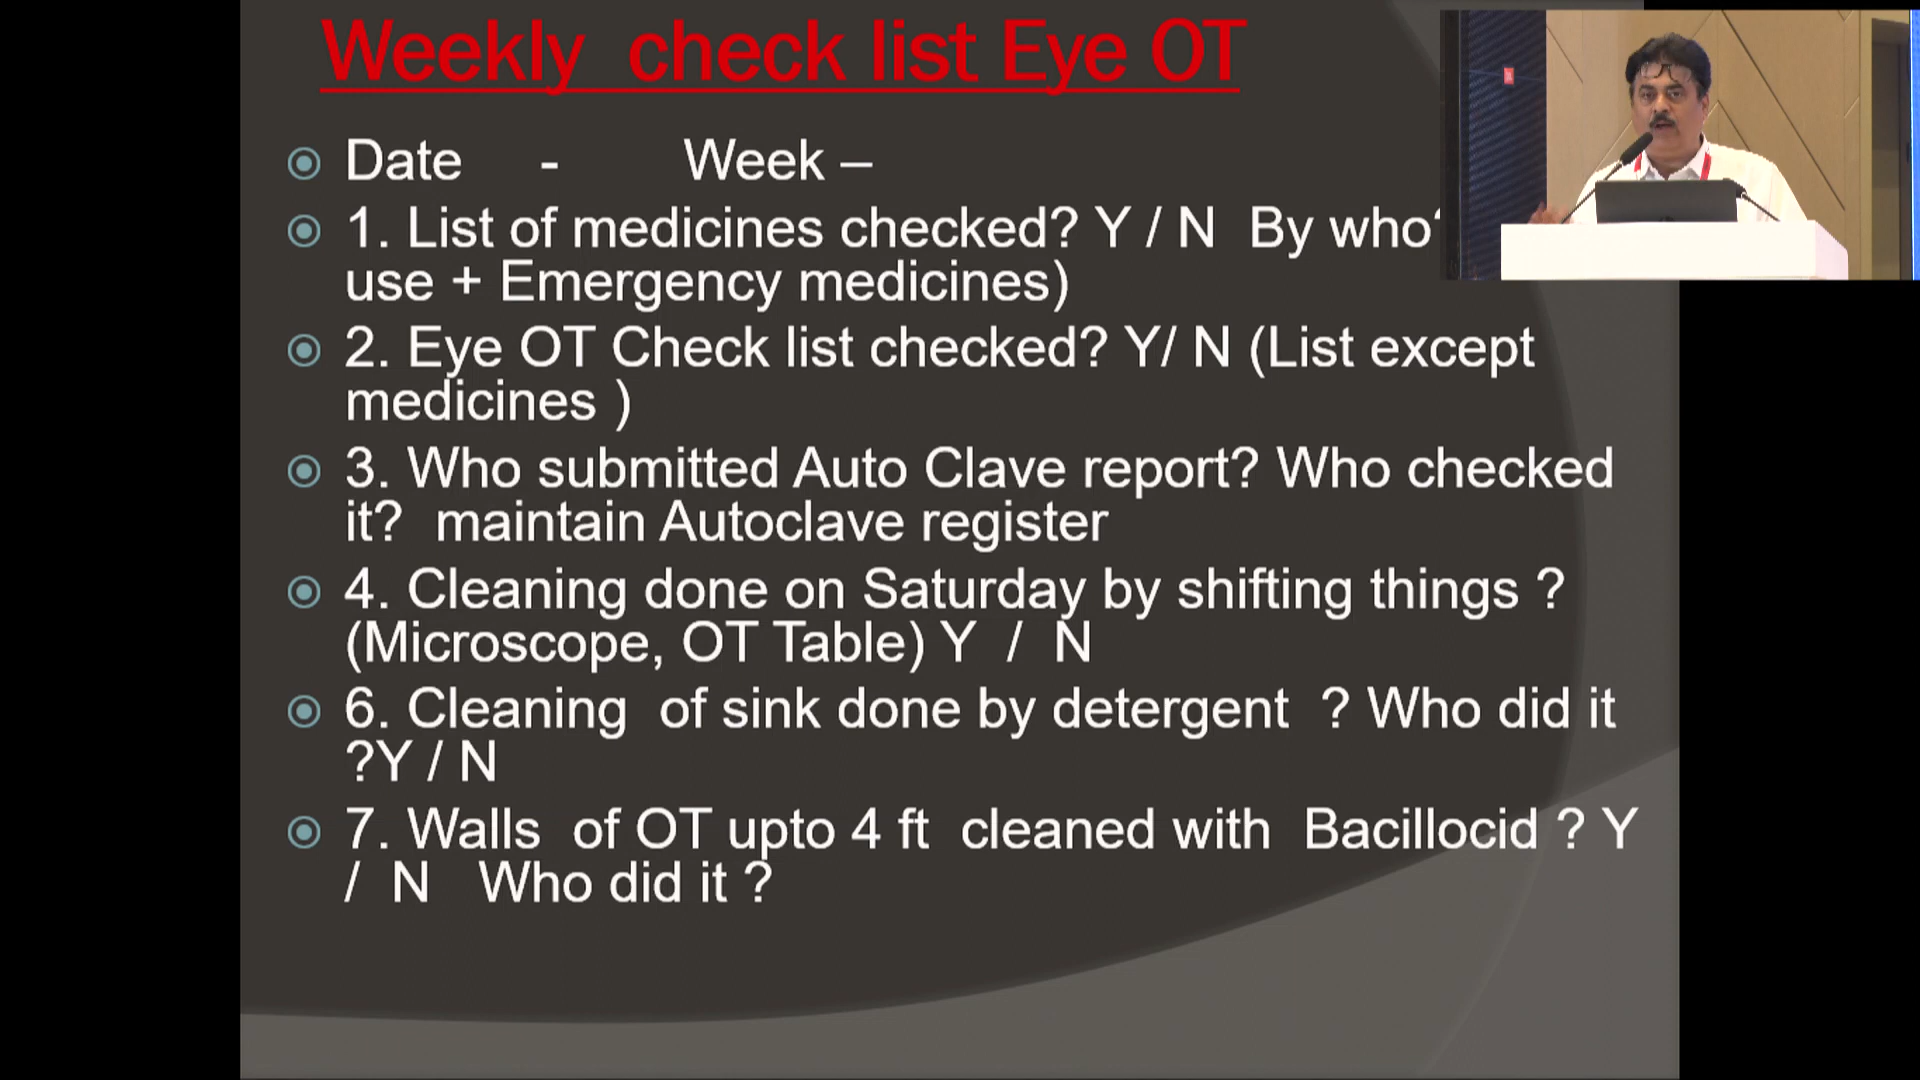 Weekly check list Eye OT
Date - Week –
1. List of medicines checked? Y / N By who?
use + Emergency medicines)
2. Eye OT Check list checked? Y/ N (List except
medicines )
3. Who submitted Auto Clave report? Who checked
it? maintain Autoclave register
4. Cleaning done on Saturday by shifting things ?
(Microscope, OT Table) Y / N
6. Cleaning of sink done by detergent ? Who did it
?Y / N
7. Walls of OT upto 4 ft cleaned with Bacillocid ? Y
/ N Who did it ?